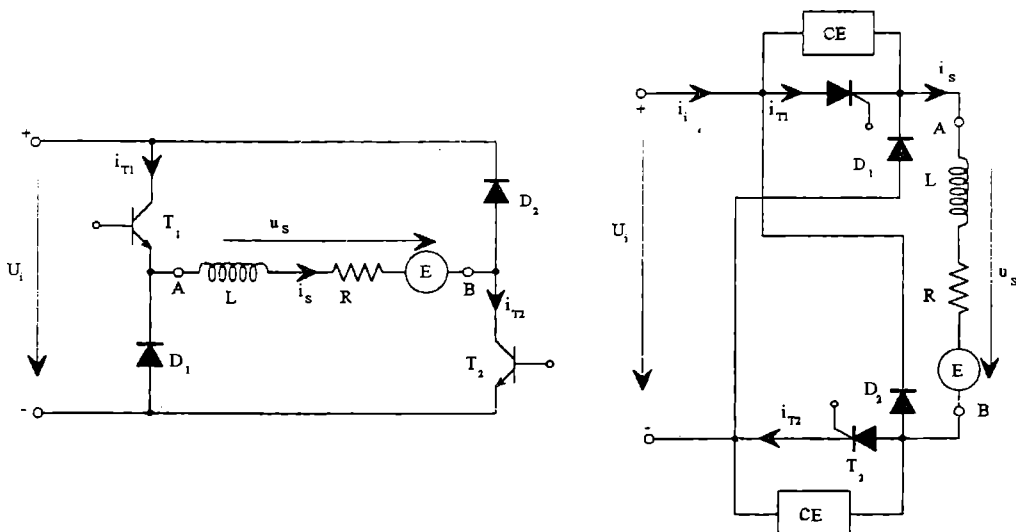 +
i_T1
T_1
D_2
U_i
u_s
A
L
i_s
R
E
B
i_T2
D_1
T_2
-
CE
i_s
+
i_i
i_T1
A
D_1
L
U_i
R
u_s
E
D_2
B
-
i_T2
T_2
CE